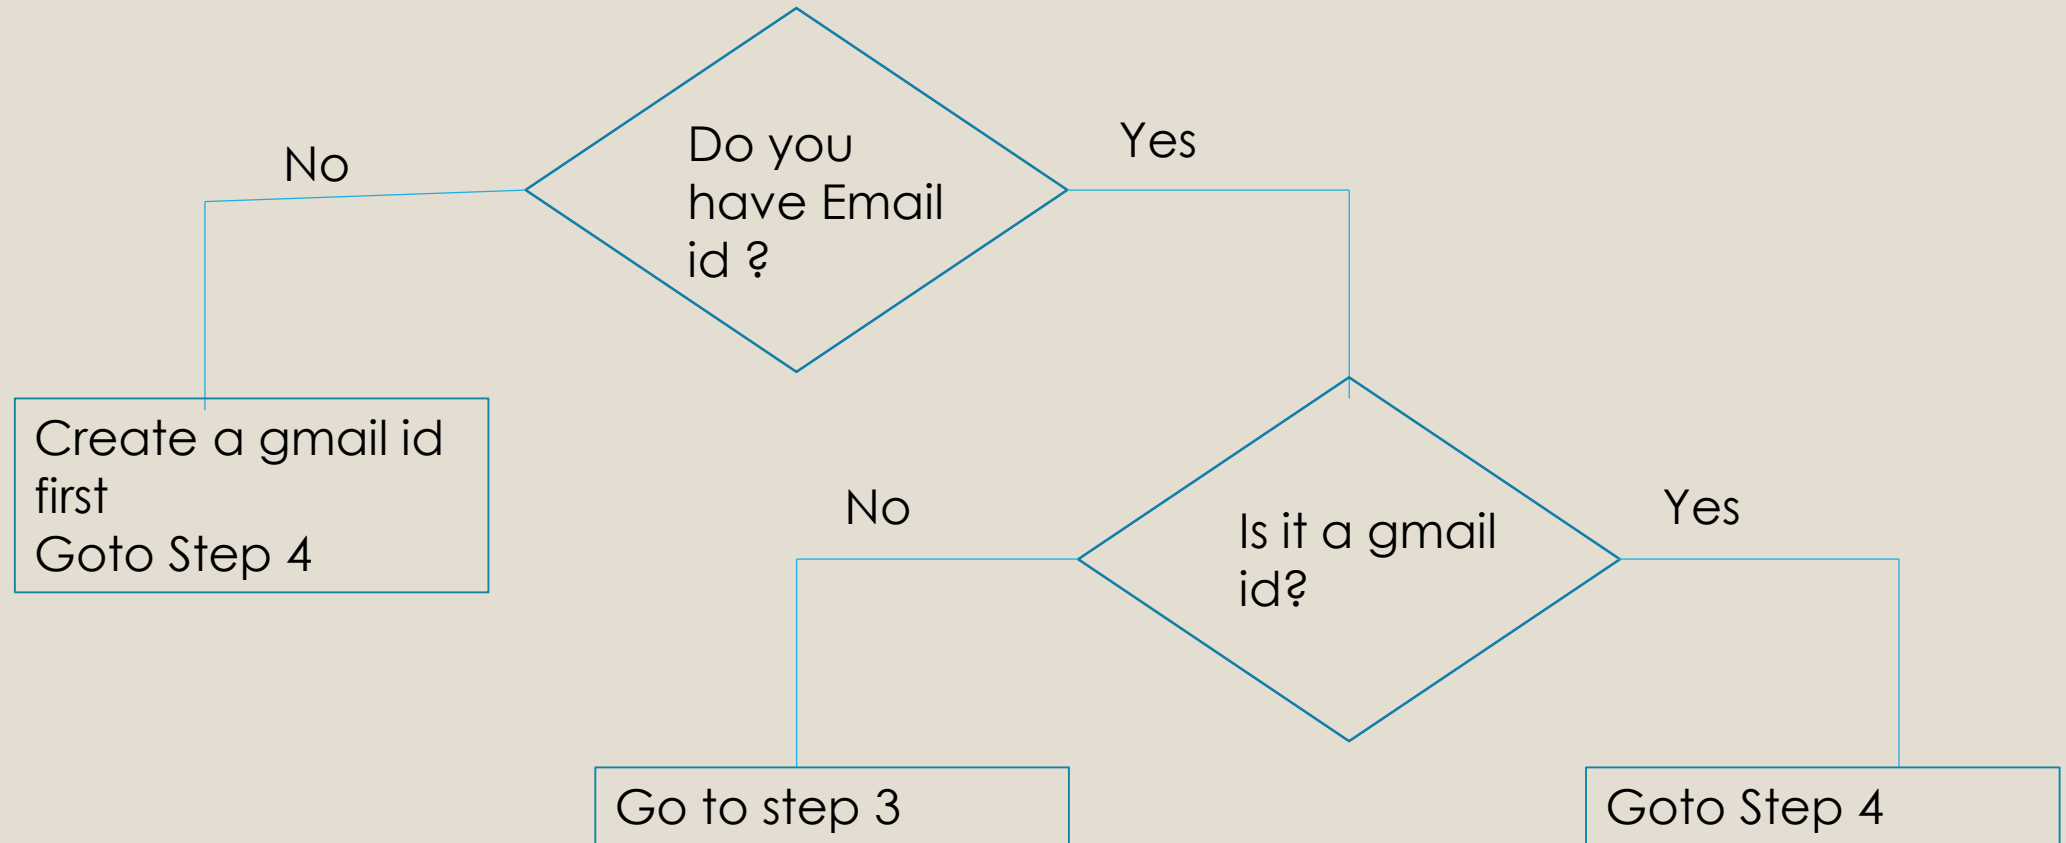 Do you
have Email
id ?
No
Yes
Create a gmail id
first
Goto Step 4
Is it a gmail
id?
No
Yes
Go to step 3
Goto Step 4